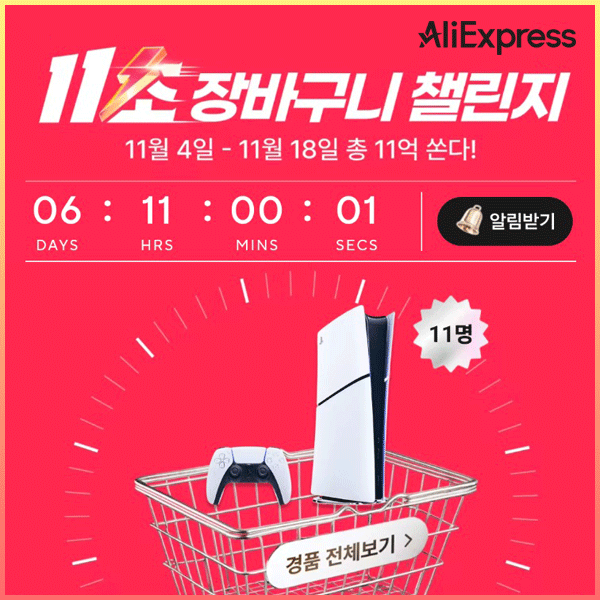 AliExpress
11초 장바구니 챌린지
11월 4일 - 11월 18일 총 11억 쏜다!
06 : 11 : 00 : 01
DAYS HRS MINS SECS
알림받기
11명
경품 전체보기 >